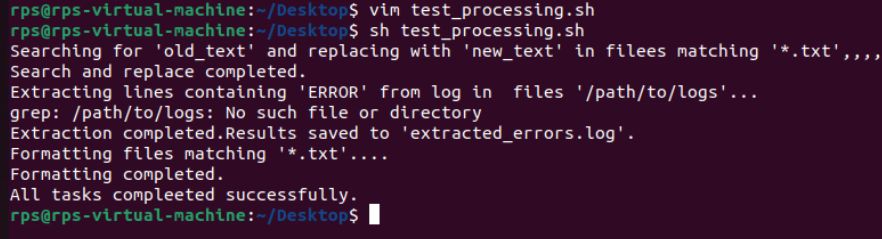 rps@rps-virtual-machine:~/Desktop$ vim test_processing.sh
rps@rps-virtual-machine:~/Desktop$ sh test_processing.sh
Searching for 'old_text' and replacing with 'new_text' in filees matching '*.txt',,,,
Search and replace completed.
Extracting lines containing 'ERROR' from log in  files '/path/to/logs'...
grep: /path/to/logs: No such file or directory
Extraction completed.Results saved to 'extracted_errors.log'.
Formatting files matching '*.txt'....
Formatting completed.
All tasks compleeted successfully.
rps@rps-virtual-machine:~/Desktop$